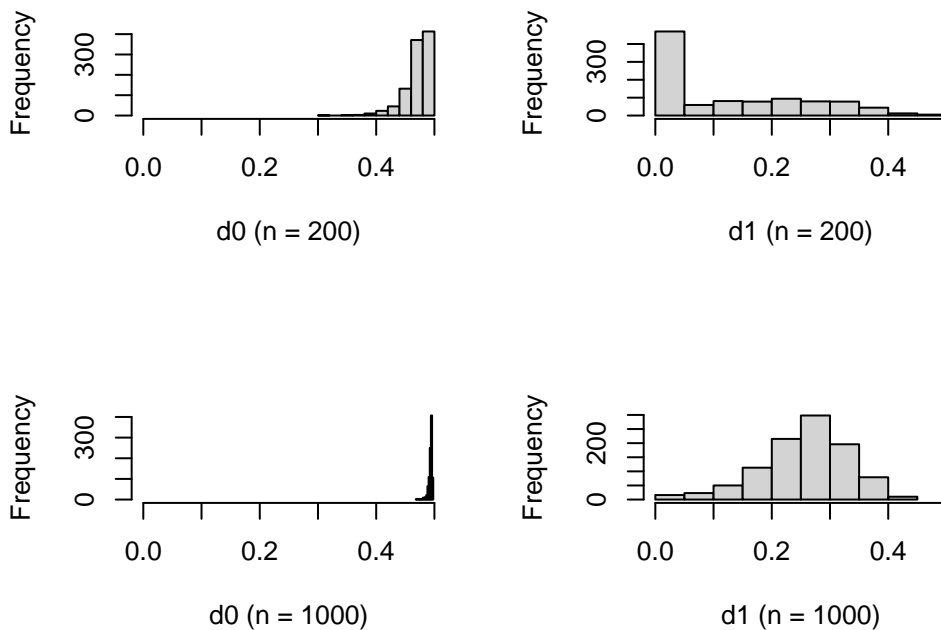 Frequency
0 300
0.0 0.2 0.4
d0 (n = 200)
Frequency
0 300
0.0 0.2 0.4
d1 (n = 200)
Frequency
0 300
0.0 0.2 0.4
d0 (n = 1000)
Frequency
0 200
0.0 0.2 0.4
d1 (n = 1000)